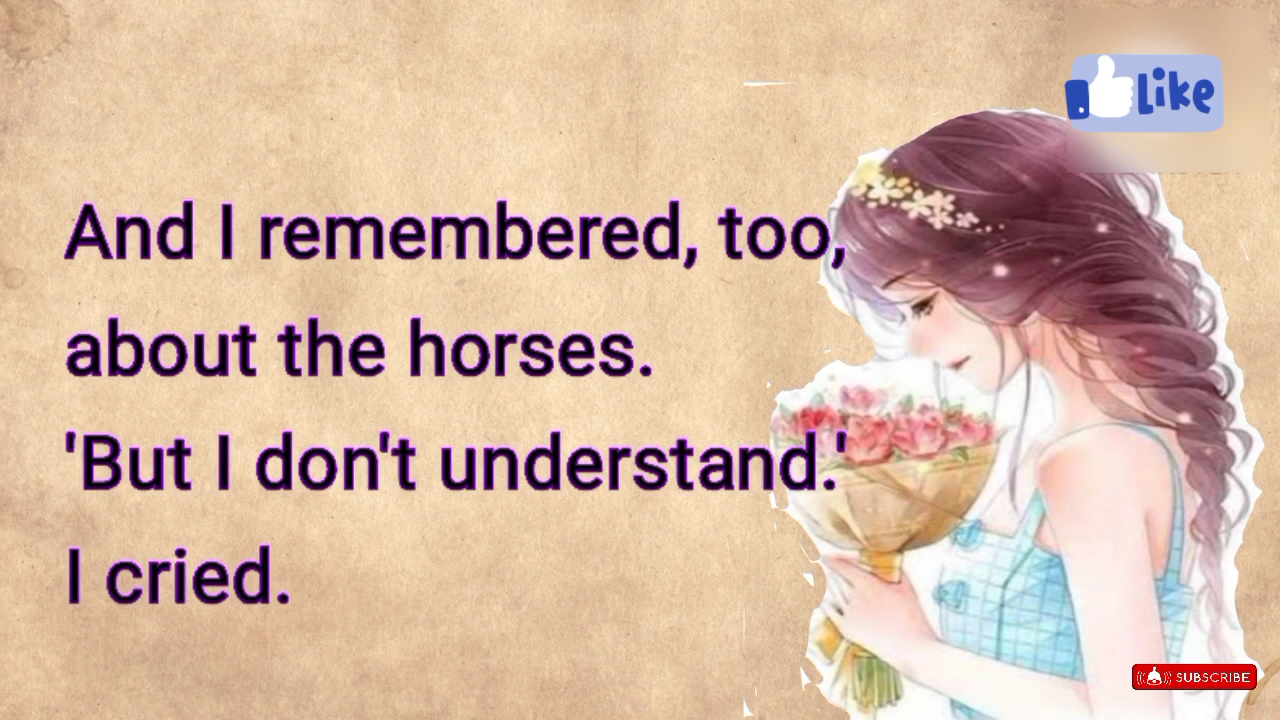 Like
And I remembered, too,
about the horses.
'But I don't understand.'
I cried.
SUBSCRIBE